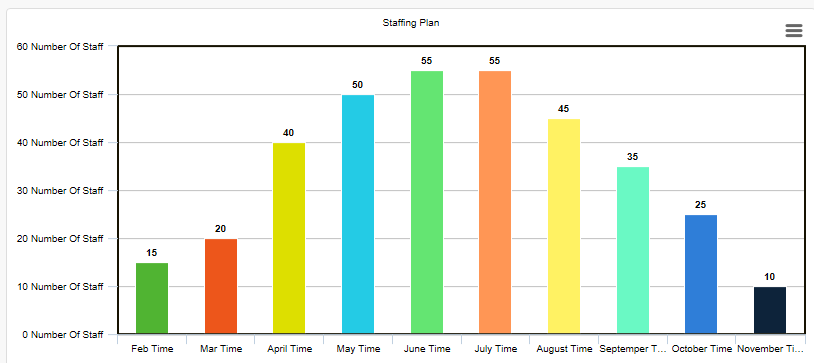 Staffing Plan
60 Number Of Staff
50 Number Of Staff
40 Number Of Staff
30 Number Of Staff
20 Number Of Staff
10 Number Of Staff
0 Number Of Staff
15
20
40
50
55
55
45
35
25
10
Feb Time
Mar Time
April Time
May Time
June Time
July Time
August Time
Septemper T...
October Time
November Ti...